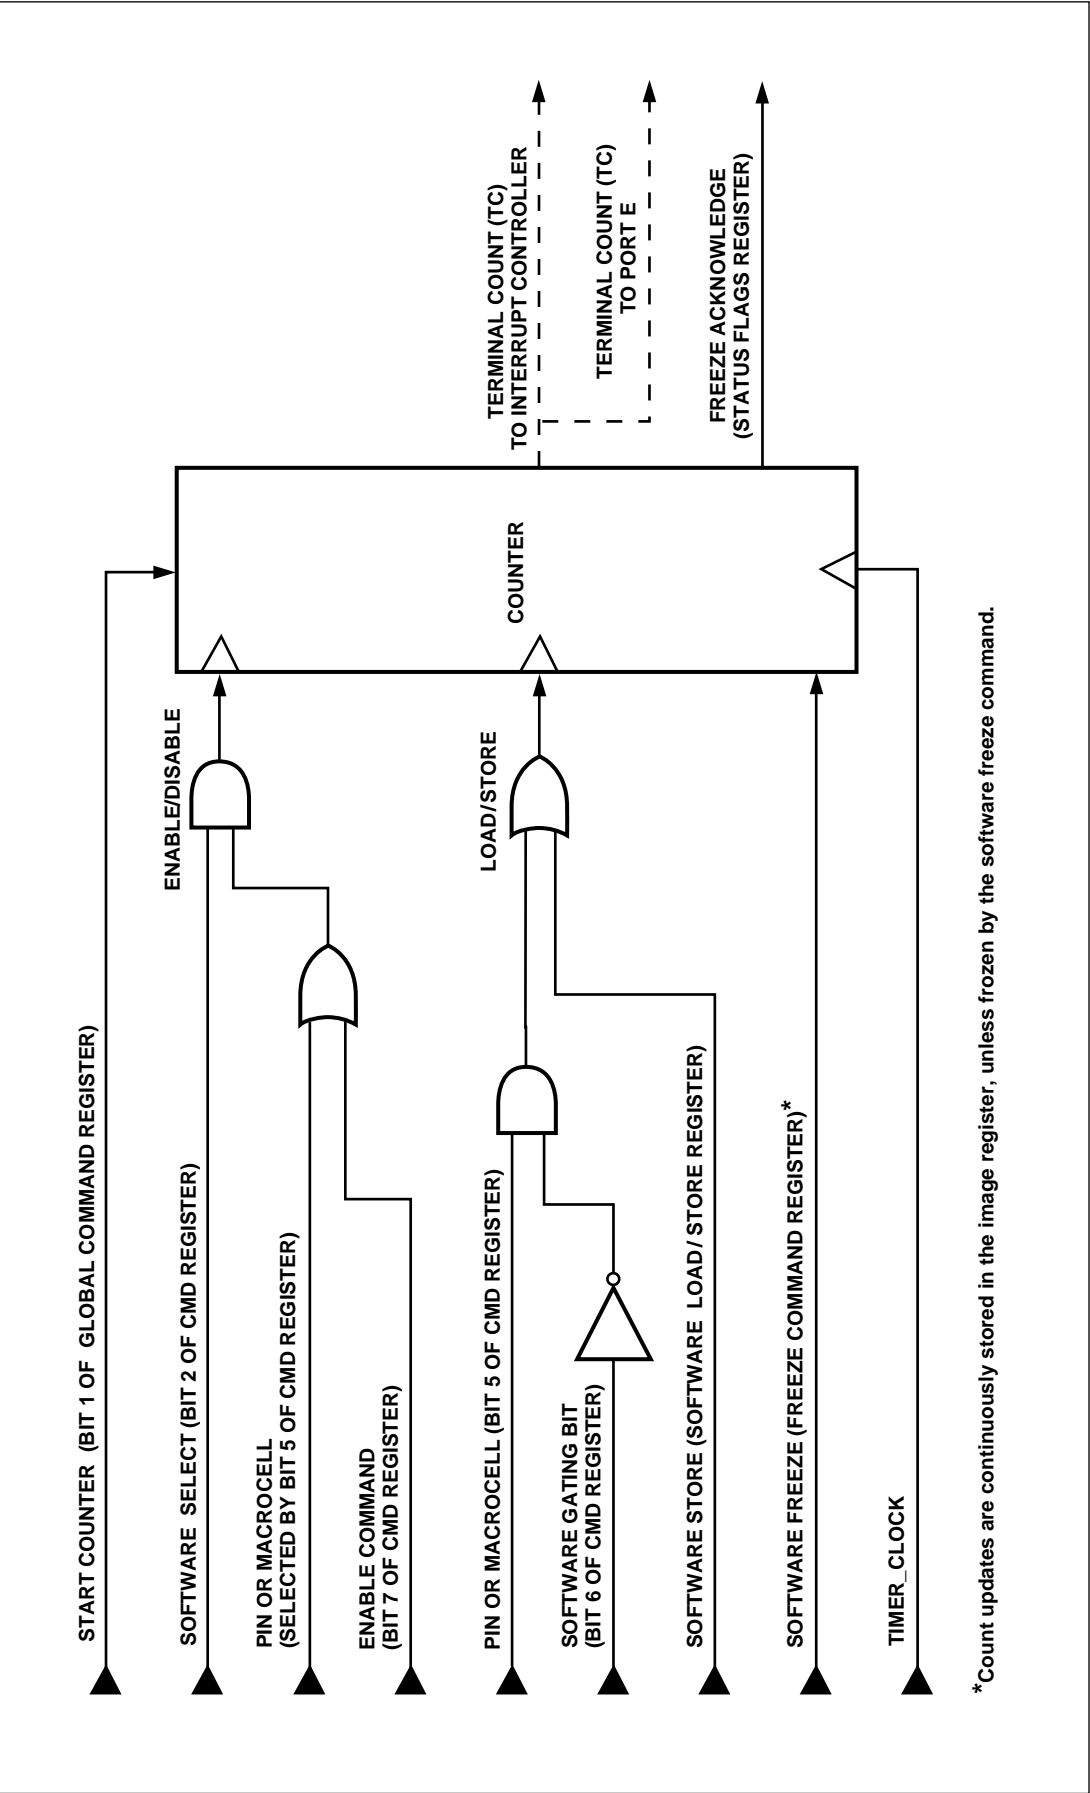 START COUNTER (BIT 1 OF GLOBAL COMMAND REGISTER)
SOFTWARE SELECT (BIT 2 OF CMD REGISTER)
PIN OR MACROCELL
(SELECTED BY BIT 5 OF CMD REGISTER)
ENABLE COMMAND
(BIT 7 OF CMD REGISTER)
PIN OR MACROCELL (BIT 5 OF CMD REGISTER)
SOFTWARE GATING BIT
(BIT 6 OF CMD REGISTER)
SOFTWARE STORE (SOFTWARE LOAD/STORE REGISTER)
SOFTWARE FREEZE (FREEZE COMMAND REGISTER)*
TIMER_CLOCK
ENABLE/DISABLE
LOAD/STORE
COUNTER
TERMINAL COUNT (TC)
TO INTERRUPT CONTROLLER
TERMINAL COUNT (TC)
TO PORT E
FREEZE ACKNOWLEDGE
(STATUS FLAGS REGISTER)
*Count updates are continuously stored in the image register, unless frozen by the software freeze command.